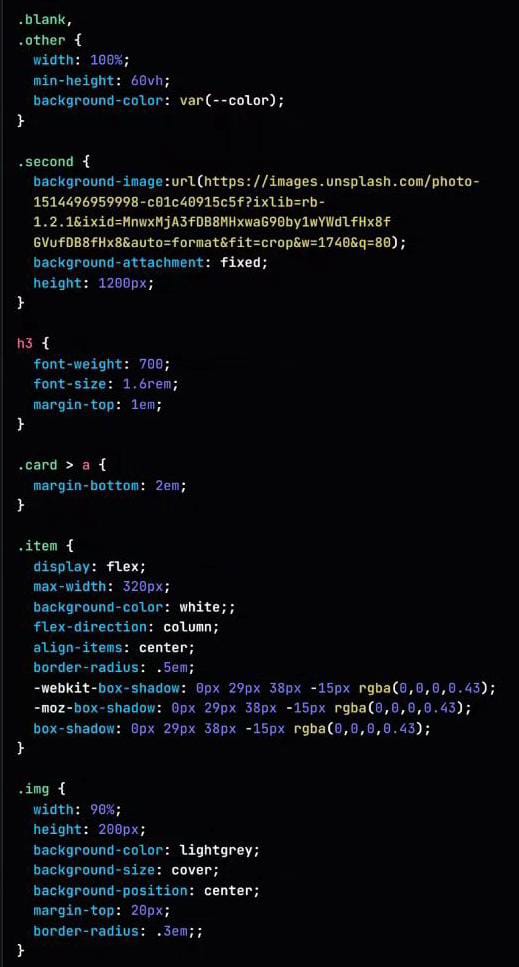 .blank,
.other {
  width: 100%;
  min-height: 60vh;
  background-color: var(--color);
}

.second {
  background-image:url(https://images.unsplash.com/photo-
  1514496959998-c01c40915c5f?ixlib=rb-
  1.2.1&ixid=MnwxMjA3fDB8MHxwaG90by1wYWdlfHx8f
  GVufDB8fHx8&auto=format&fit=crop&w=1740&q=80);
  background-attachment: fixed;
  height: 1200px;
}

h3 {
  font-weight: 700;
  font-size: 1.6rem;
  margin-top: 1em;
}

.card > a {
  margin-bottom: 2em;
}

.item {
  display: flex;
  max-width: 320px;
  background-color: white;;
  flex-direction: column;
  align-items: center;
  border-radius: .5em;
  -webkit-box-shadow: 0px 29px 38px -15px rgba(0,0,0,0.43);
  -moz-box-shadow: 0px 29px 38px -15px rgba(0,0,0,0.43);
  box-shadow: 0px 29px 38px -15px rgba(0,0,0,0.43);
}

.img {
  width: 90%;
  height: 200px;
  background-color: lightgrey;
  background-size: cover;
  background-position: center;
  margin-top: 20px;
  border-radius: .3em;;
}